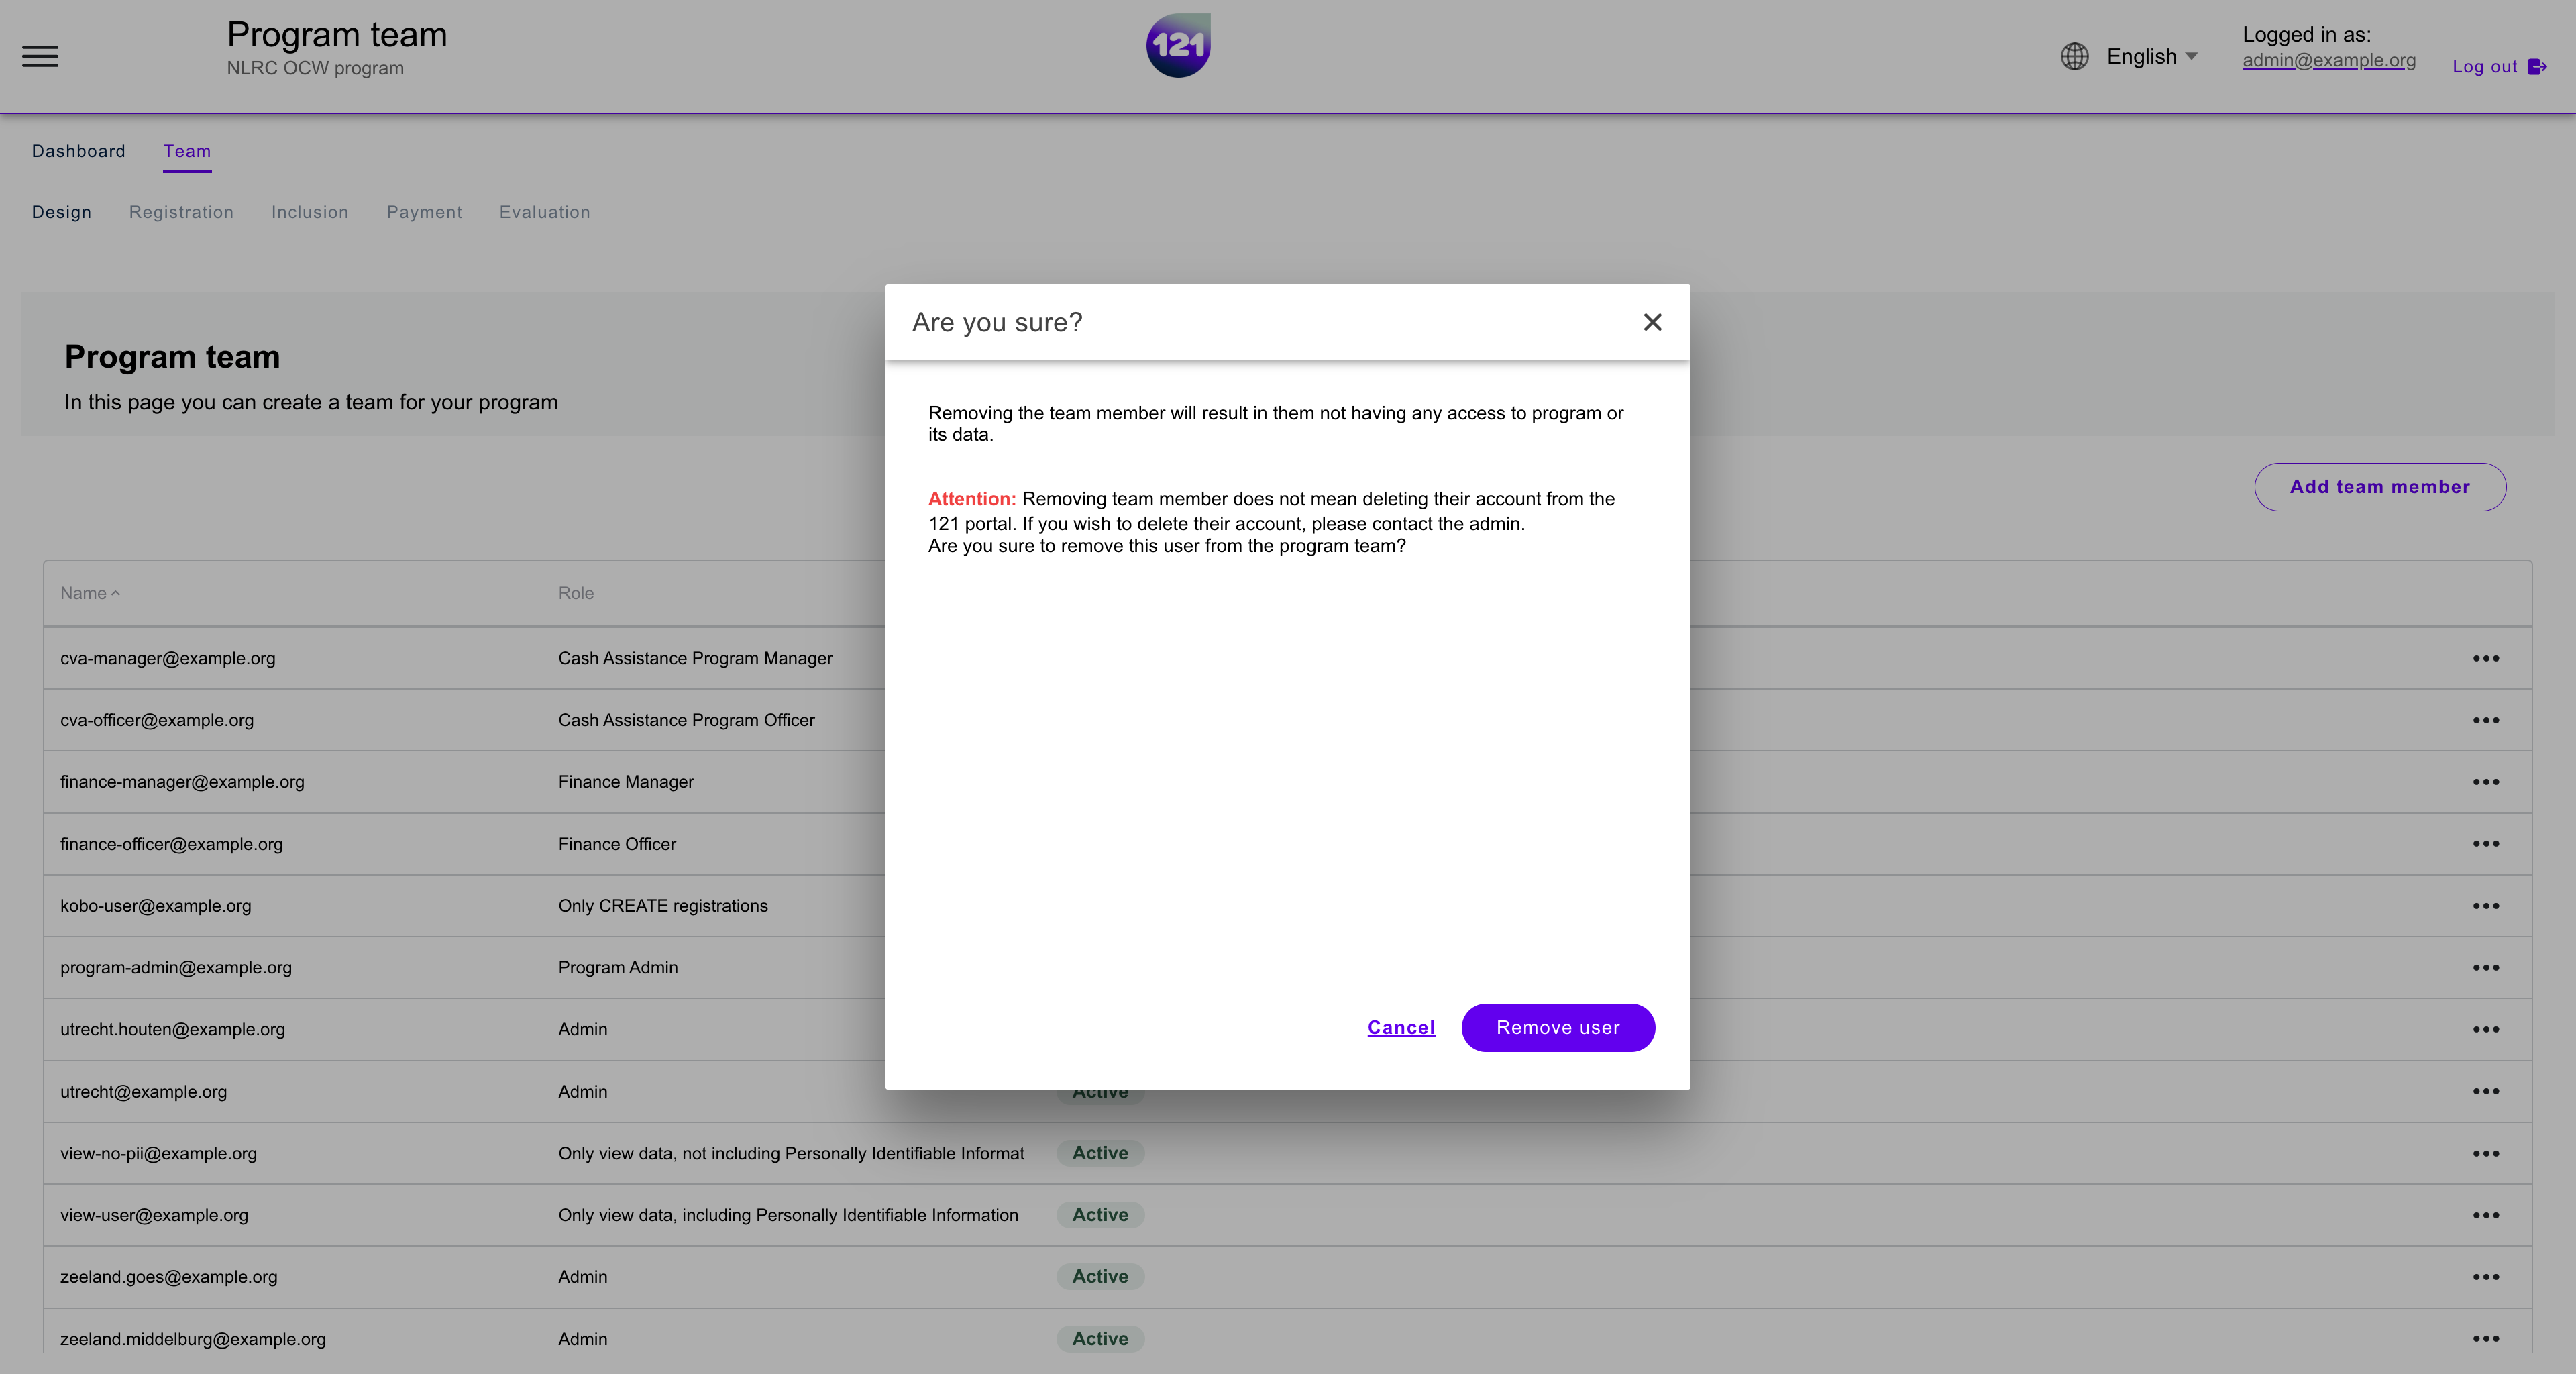 Program team
NLRC OCW program
121
English
Logged in as:
admin@example.org
Log out
Dashboard Team
Design Registration Inclusion Payment Evaluation
Program team
In this page you can create a team for your program
Add team member
Are you sure?
Removing the team member will result in them not having any access to program or
its data.
Attention: Removing team member does not mean deleting their account from the
121 portal. If you wish to delete their account, please contact the admin.
Are you sure to remove this user from the program team?
Cancel Remove user
Name Role
cva-manager@example.org Cash Assistance Program Manager
cva-officer@example.org Cash Assistance Program Officer
finance-manager@example.org Finance Manager
finance-officer@example.org Finance Officer
kobo-user@example.org Only CREATE registrations
program-admin@example.org Program Admin
utrecht.houten@example.org Admin
utrecht@example.org Admin Active
view-no-pii@example.org Only view data, not including Personally Identifiable Informat Active
view-user@example.org Only view data, including Personally Identifiable Information Active
zeeland.goes@example.org Admin Active
zeeland.middelburg@example.org Admin Active